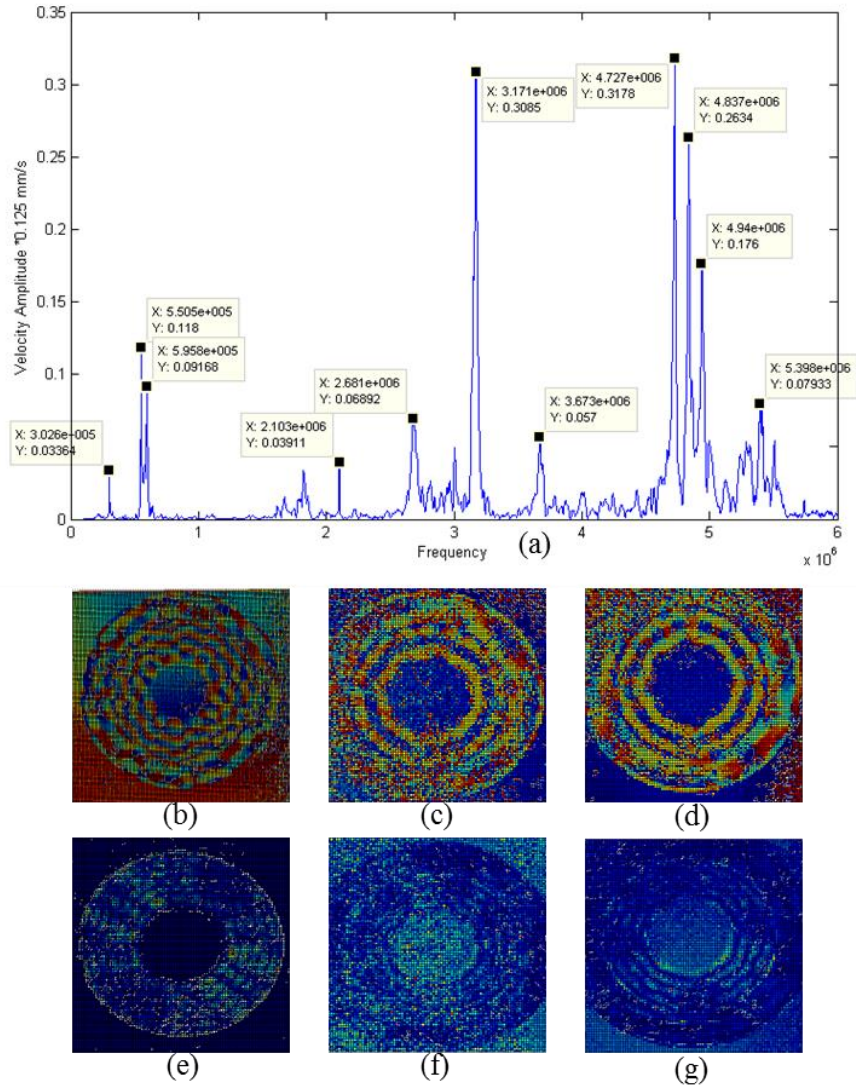 0.35
0.3
0.25
0.2
0.15
0.1
0.05
0
Velocity Amplitude *0.125 mm/s
X: 3.026e-005
Y: 0.03364
X: 5.505e+005
Y: 0.118
X: 5.958e+005
Y: 0.09168
X: 2.103e+006
Y: 0.03911
X: 2.681e+006
Y: 0.06892
X: 3.171e+006
Y: 0.3085
X: 3.673e+006
Y: 0.057
X: 4.727e+006
Y: 0.3178
X: 4.837e+006
Y: 0.2634
X: 4.94e+006
Y: 0.176
X: 5.398e+006
Y: 0.07933
0 1 2 3 4 5 6
Frequency
x 10^6
(a)
(b) (c) (d)
(e) (f) (g)